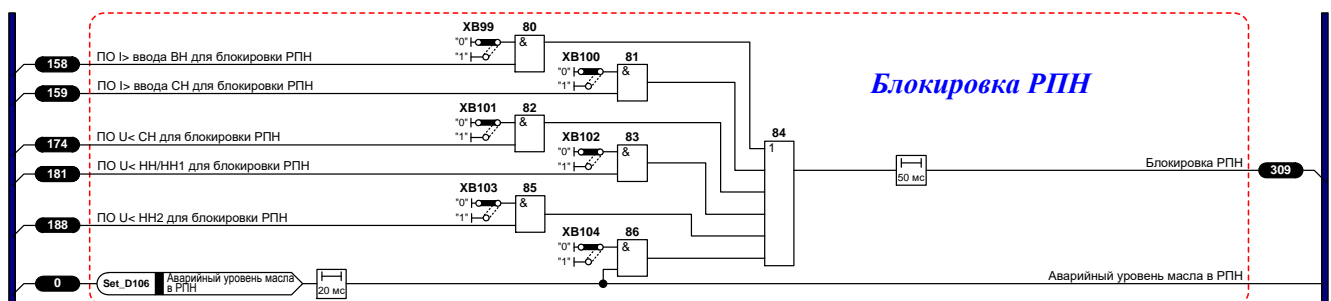 XB99 80
"0" &
"1"
158 ПО I> ввода ВН для блокировки РПН
XB100 81
"0" &
"1"
159 ПО I> ввода СН для блокировки РПН
Блокировка РПН
XB101 82
"0" &
"1"
174 ПО U< СН для блокировки РПН
XB102 83
"0" &
"1"
181 ПО U< НН/НН1 для блокировки РПН
84
1
50 мс
Блокировка РПН 309
XB103 85
"0" &
"1"
188 ПО U< НН2 для блокировки РПН
XB104 86
"0" &
"1"
0 Set_D106 Аварийный уровень масла
в РПН
20 мс
Аварийный уровень масла в РПН